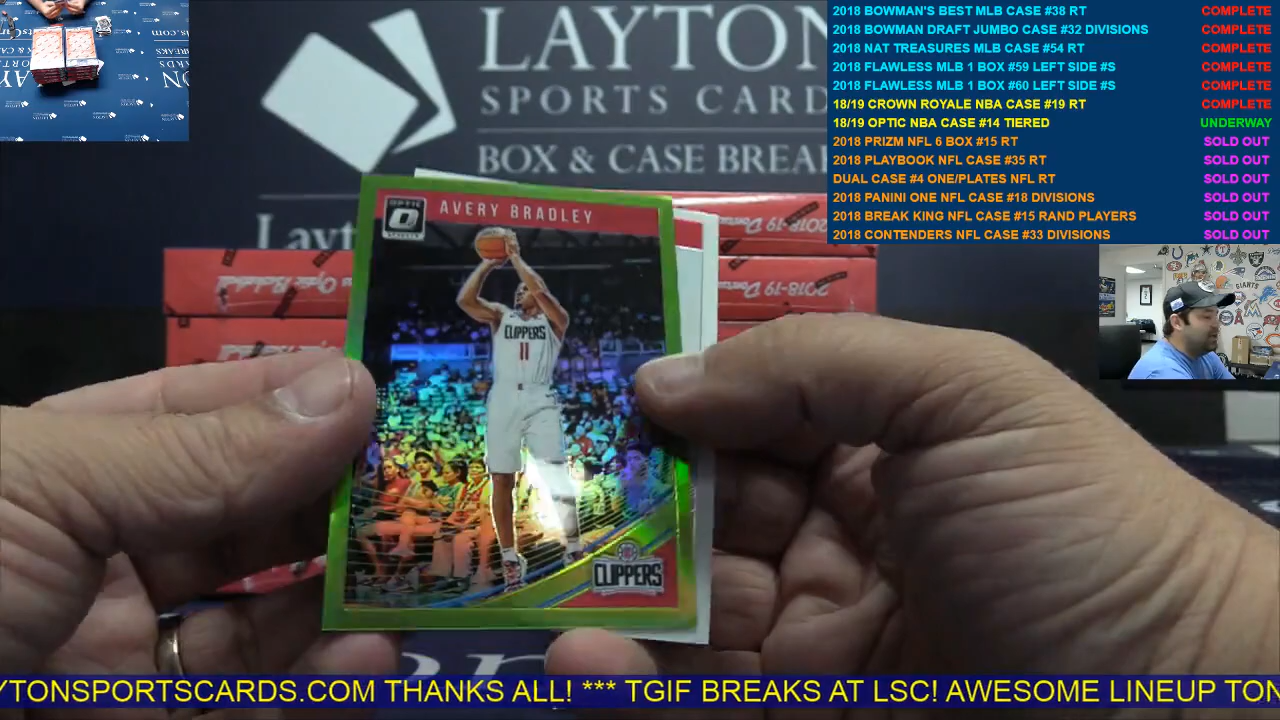 LAYTON
SPORTS CARD
BOX & CASE BREA
Layt
2018 BOWMAN'S BEST MLB CASE #38 RT COMPLETE
2018 BOWMAN DRAFT JUMBO CASE #32 DIVISIONS COMPLETE
2018 NAT TREASURES MLB CASE #54 RT COMPLETE
2018 FLAWLESS MLB 1 BOX #59 LEFT SIDE #S COMPLETE
2018 FLAWLESS MLB 1 BOX #60 LEFT SIDE #S COMPLETE
18/19 CROWN ROYALE NBA CASE #19 RT COMPLETE
18/19 OPTIC NBA CASE #14 TIERED UNDERWAY
2018 PRIZM NFL 6 BOX #15 RT SOLD OUT
2018 PLAYBOOK NFL CASE #35 RT SOLD OUT
DUAL CASE #4 ONE/PLATES NFL RT SOLD OUT
2018 PANINI ONE NFL CASE #18 DIVISIONS SOLD OUT
2018 BREAK KING NFL CASE #15 RAND PLAYERS SOLD OUT
2018 CONTENDERS NFL CASE #33 DIVISIONS SOLD OUT
OPTIC
AVERY BRADLEY
CLIPPERS
11
CLIPPERS
GIANTS
YTONSPORTSCARDS.COM THANKS ALL! *** TGIF BREAKS AT LSC! AWESOME LINEUP TON